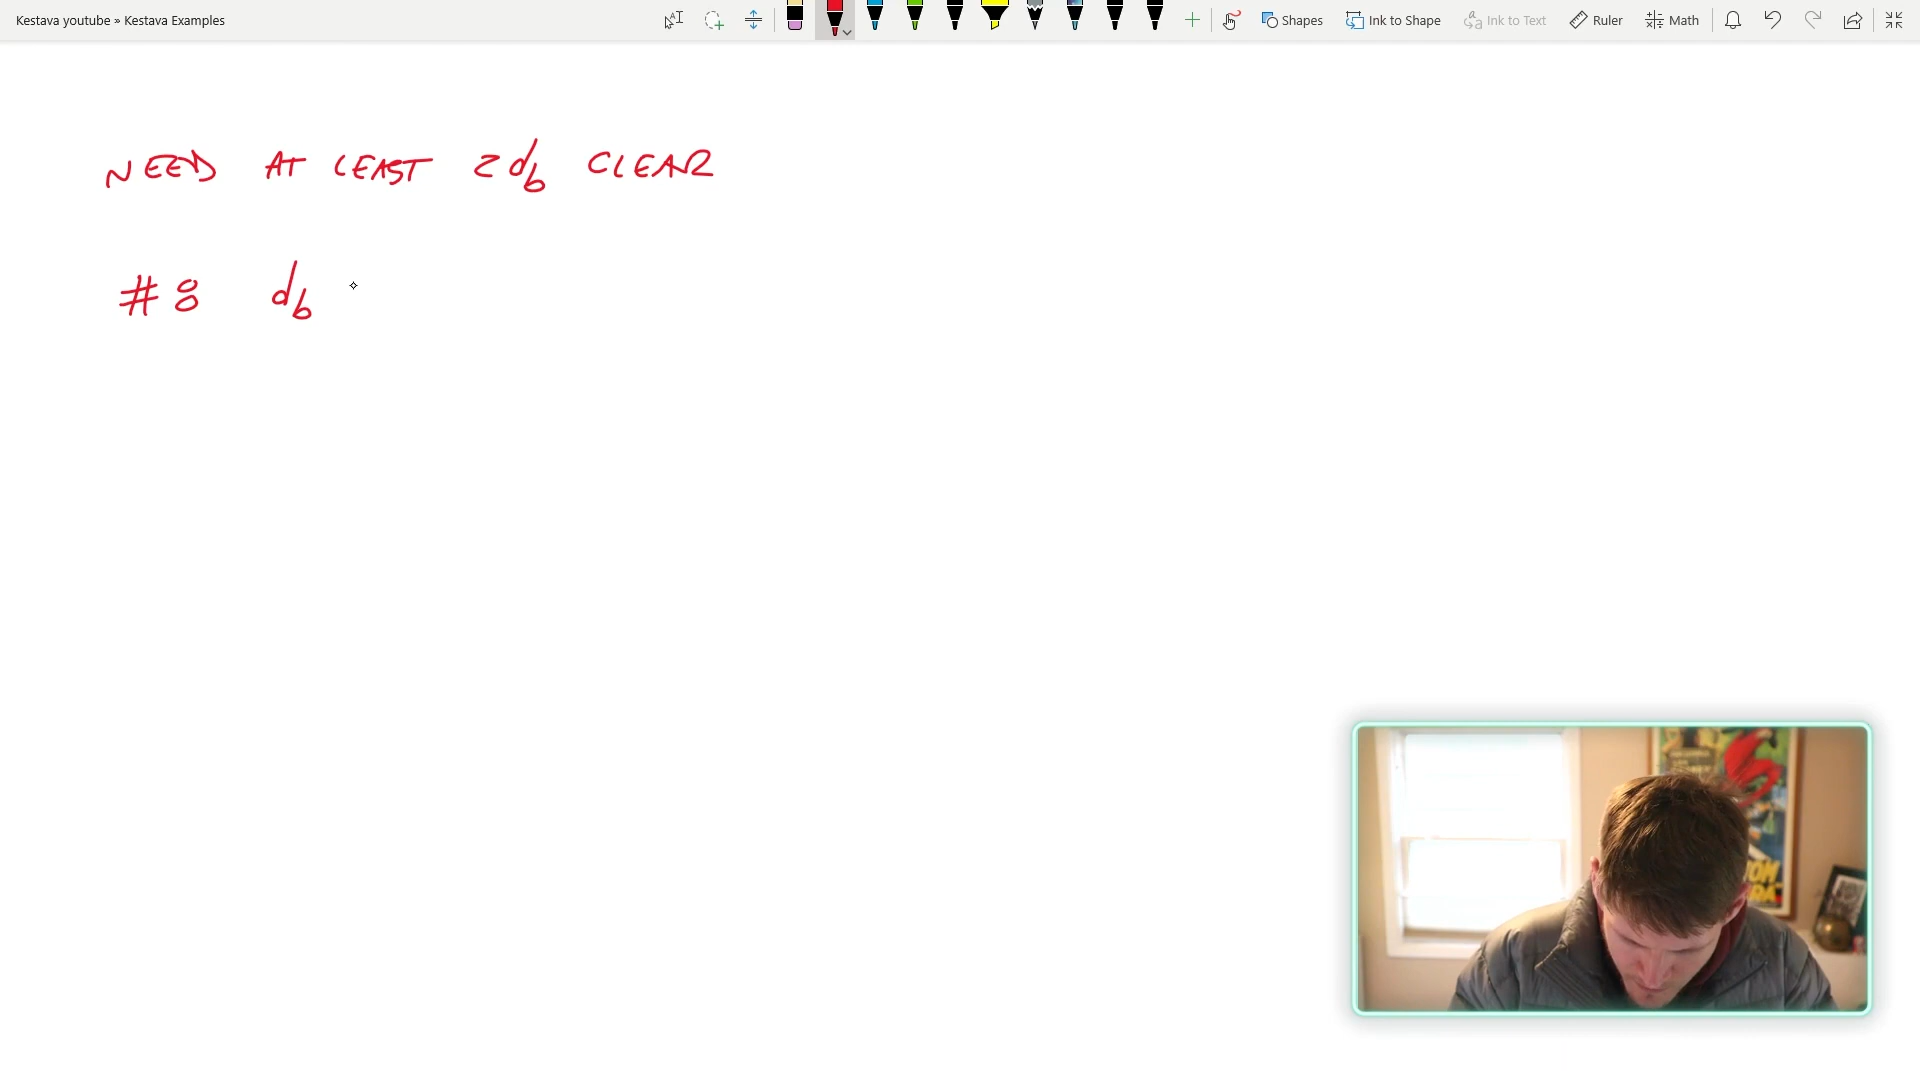 Kestava youtube » Kestava Examples
Shapes
Ink to Shape
Ink to Text
Ruler
Math
NEED AT LEAST 2db CLEAR
#8 db